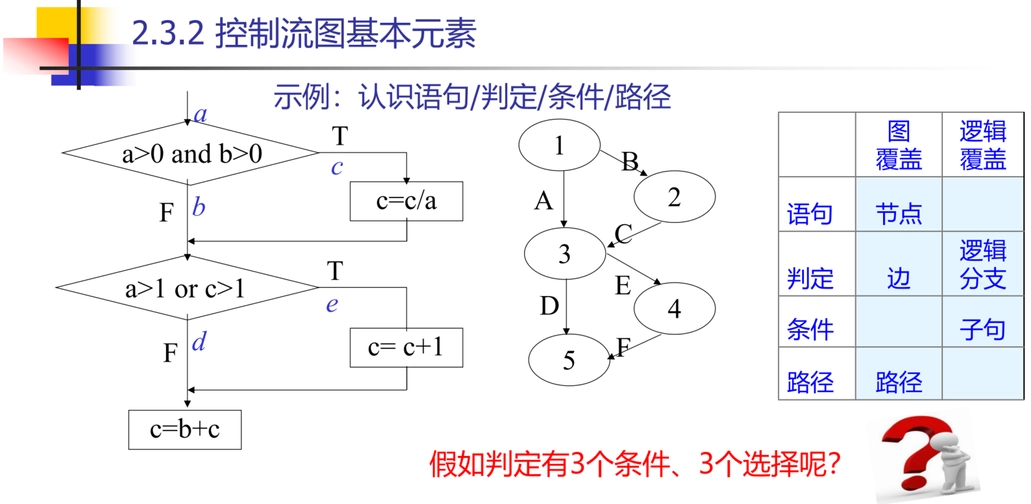 2.3.2 控制流图基本元素
示例：认识语句/判定/条件/路径
a
a>0 and b>0
T
c
c=c/a
F
b
a>1 or c>1
T
e
c= c+1
F
d
c=b+c
1
B
2
A
C
3
E
D
4
F
5
图
覆盖
逻辑
覆盖
语句
节点
判定
边
逻辑
分支
条件
子句
路径
路径
假如判定有3个条件、3个选择呢？